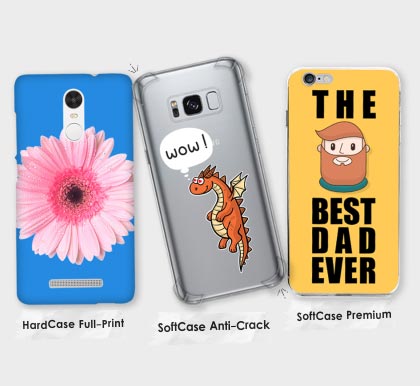 WOW!
THE
BEST
DAD
EVER
HardCase Full-Print
SoftCase Anti-Crack
SoftCase Premium